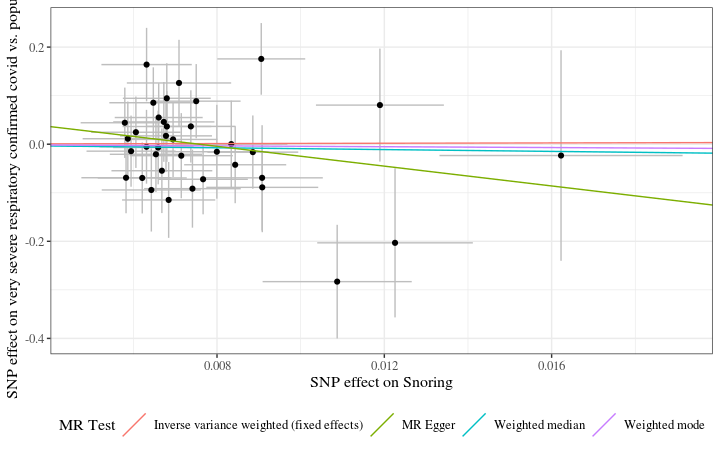 SNP effect on very severe respiratory confirmed covid vs.
0.2
0.0
-0.2
-0.4
0.008
0.012
0.016
SNP effect on Snoring
MR Test
Inverse variance weighted (fixed effects)
MR Egger
Weighted median
Weighted mode